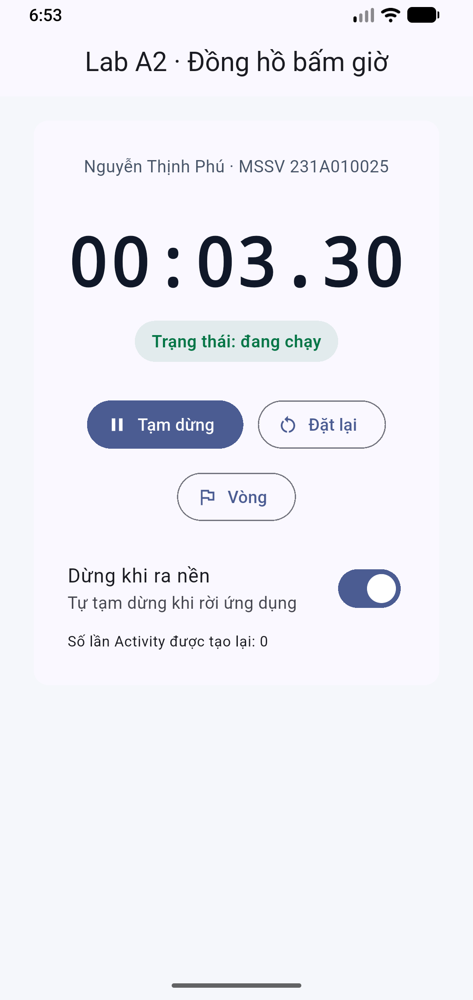 6:53
Lab A2 · Đồng hồ bấm giờ
Nguyễn Thịnh Phú · MSSV 231A010025
00:03.30
Trạng thái: đang chạy
Tạm dừng
Đặt lại
Vòng
Dừng khi ra nền
Tự tạm dừng khi rời ứng dụng
Số lần Activity được tạo lại: 0